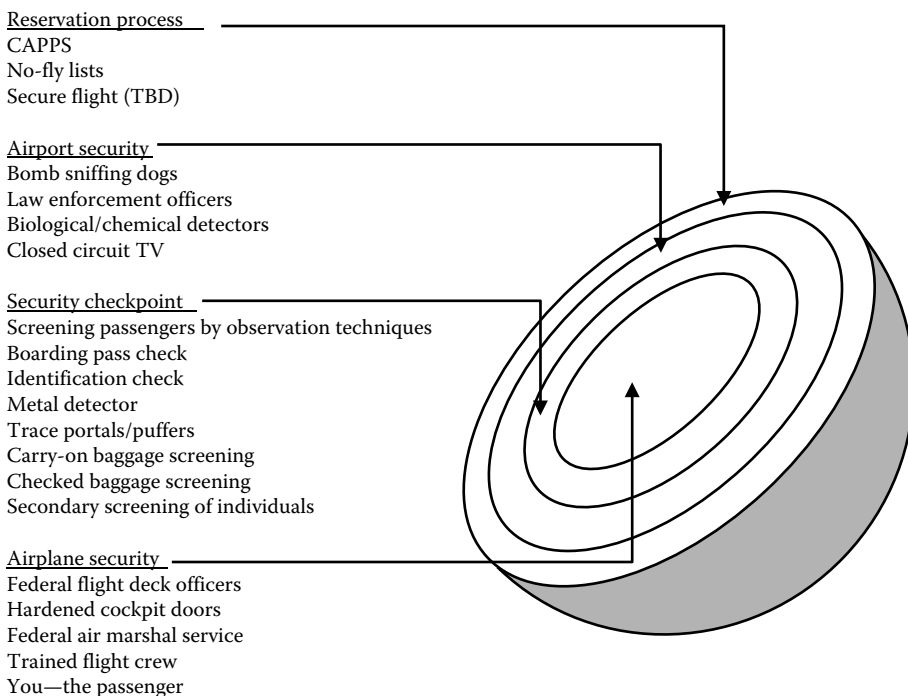 Reservation process
CAPPS
No-fly lists
Secure flight (TBD)
Airport security
Bomb sniffing dogs
Law enforcement officers
Biological/chemical detectors
Closed circuit TV
Security checkpoint
Screening passengers by observation techniques
Boarding pass check
Identification check
Metal detector
Trace portals/puffers
Carry-on baggage screening
Checked baggage screening
Secondary screening of individuals
Airplane security
Federal flight deck officers
Hardened cockpit doors
Federal air marshal service
Trained flight crew
You—the passenger